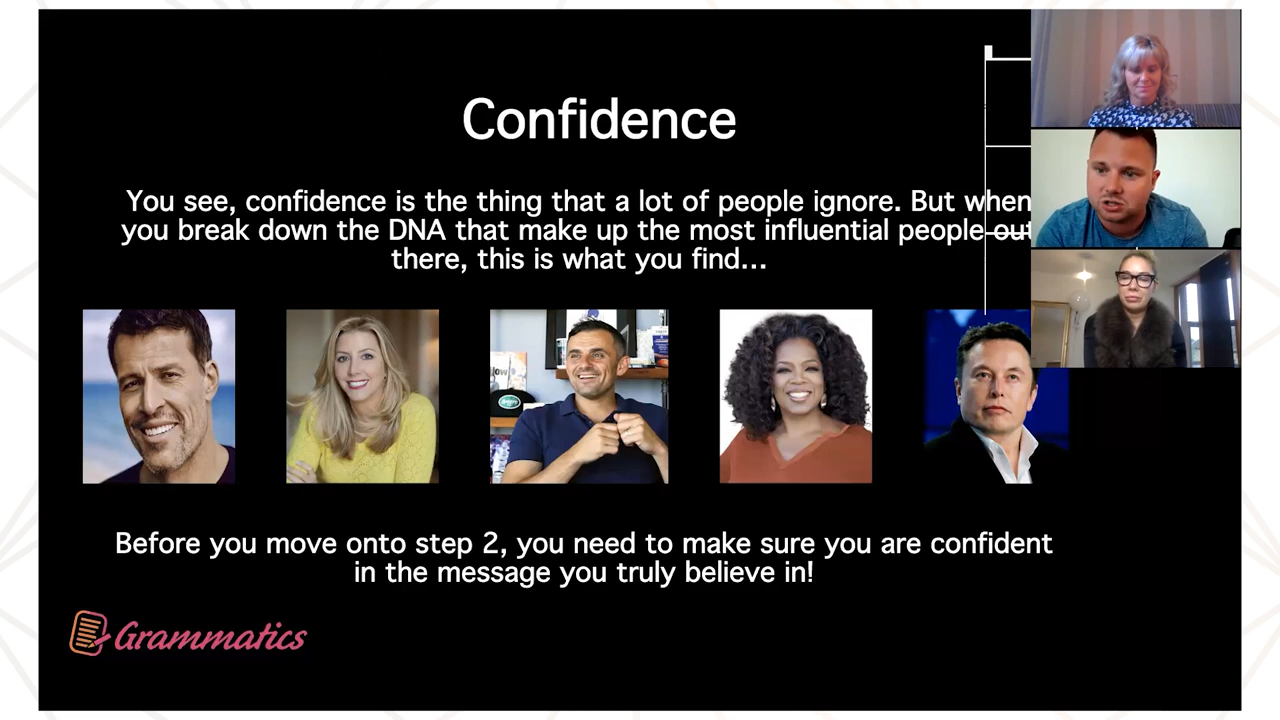 Confidence
You see, confidence is the thing that a lot of people ignore. But when
you break down the DNA that make up the most influential people out
there, this is what you find...
Before you move onto step 2, you need to make sure you are confident
in the message you truly believe in!
Grammatics